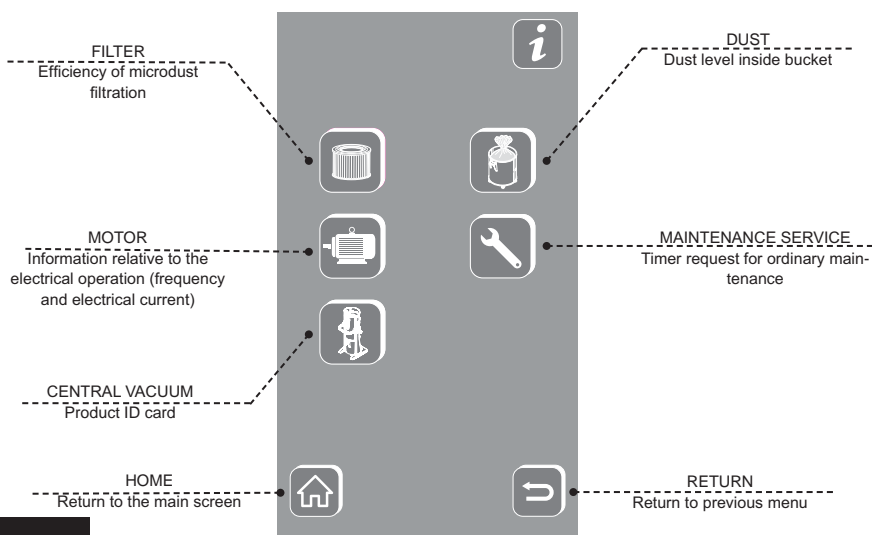 FILTER
Efficiency of microdust
filtration
DUST
Dust level inside bucket
i
MOTOR
Information relative to the
electrical operation (frequency
and electrical current)
MAINTENANCE SERVICE
Timer request for ordinary main-
tenance
CENTRAL VACUUM
Product ID card
HOME
Return to the main screen
RETURN
Return to previous menu